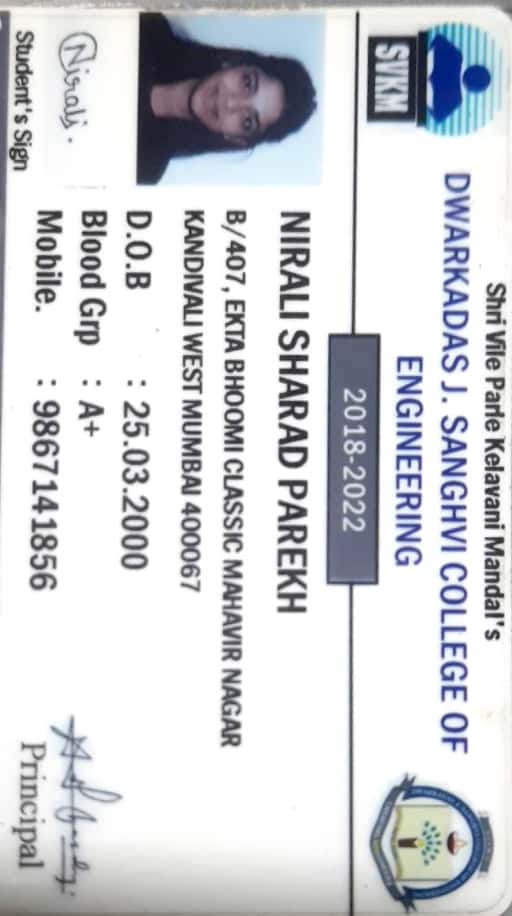 SVKM
Shri Vile Parle Kelavani Mandal's
DWARKADAS J. SANGHVI COLLEGE OF
ENGINEERING
2018-2022
NIRALI SHARAD PAREKH
B/407, EKTA BHOOMI CLASSIC MAHAVIR NAGAR
KANDIVALI WEST MUMBAI 400067
D.O.B : 25.03.2000
Blood Grp : A+
Mobile. : 9867141856
Nirali.
Student's Sign
Principal